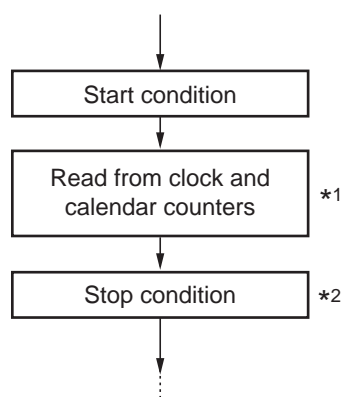 Start condition
Read from clock and
calendar counters
*1
Stop condition
*2